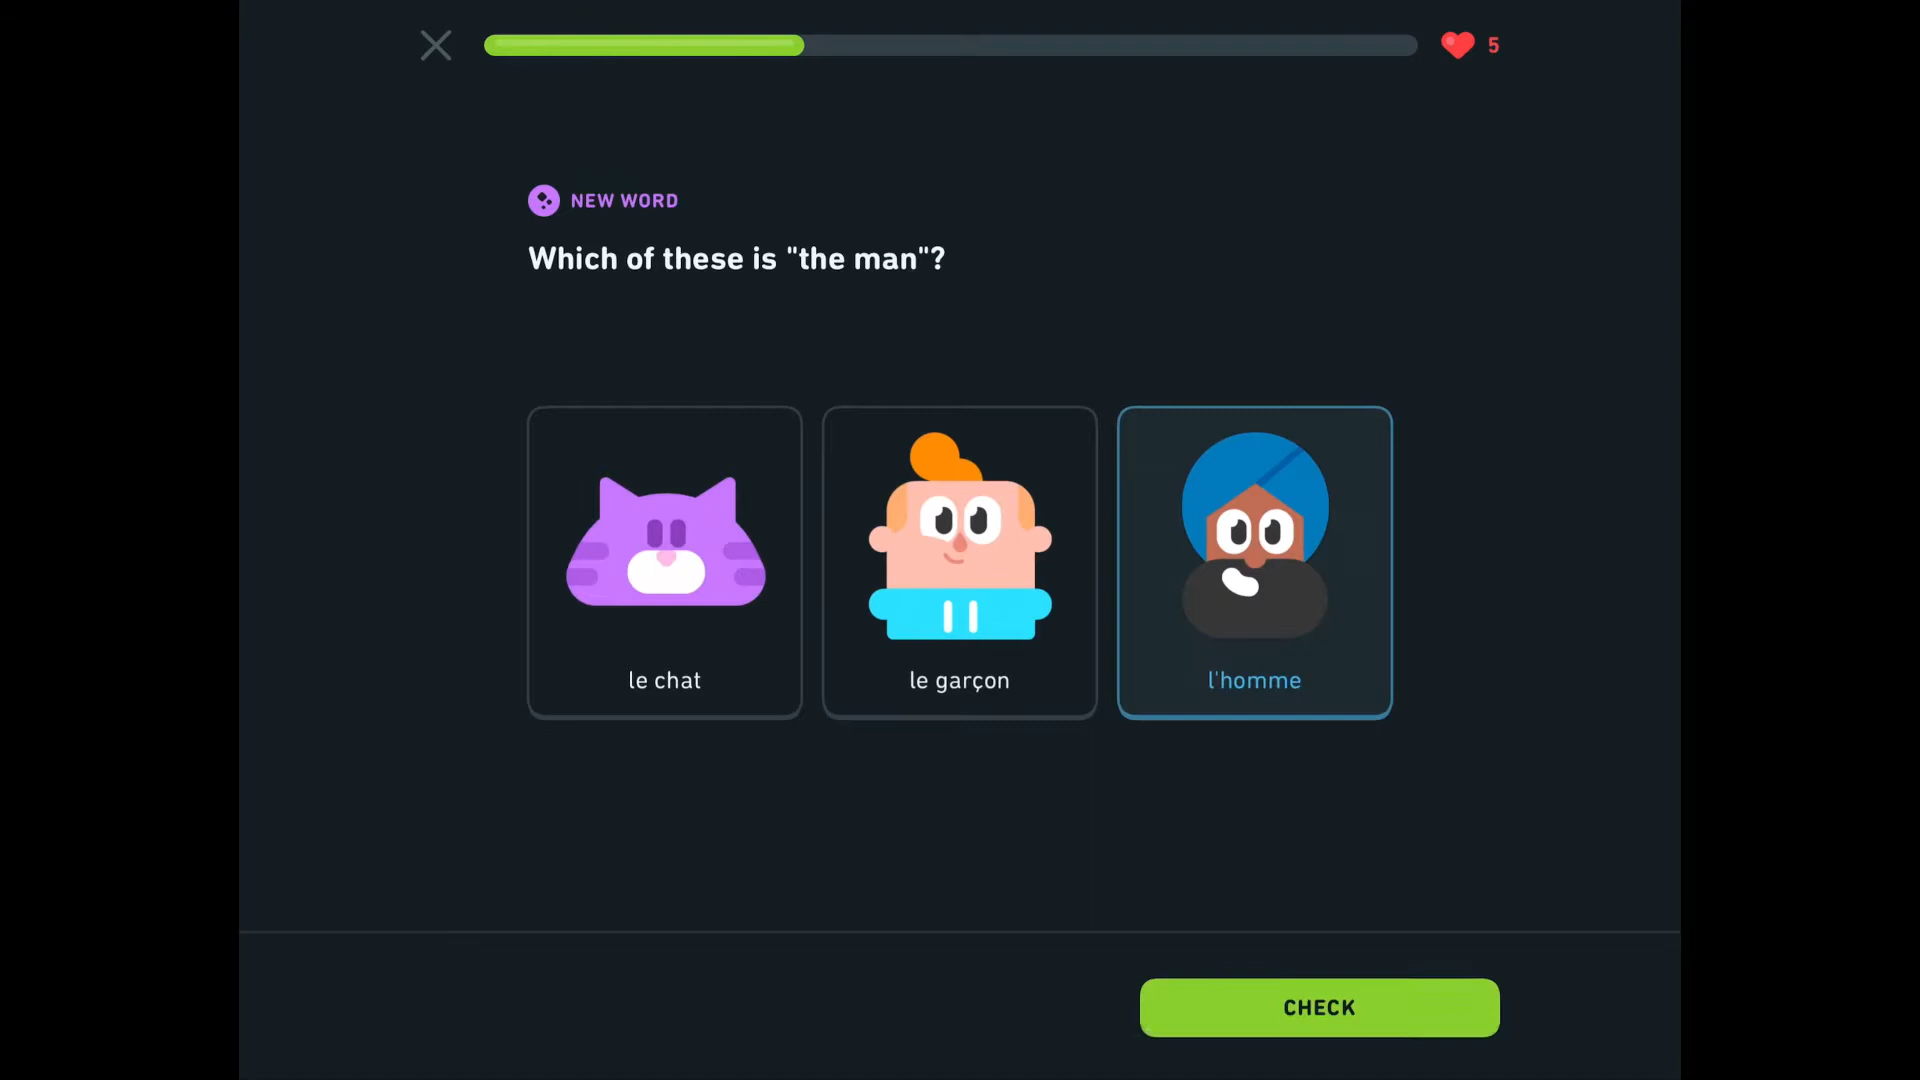 5
NEW WORD
Which of these is "the man"?
le chat
le garçon
l'homme
CHECK